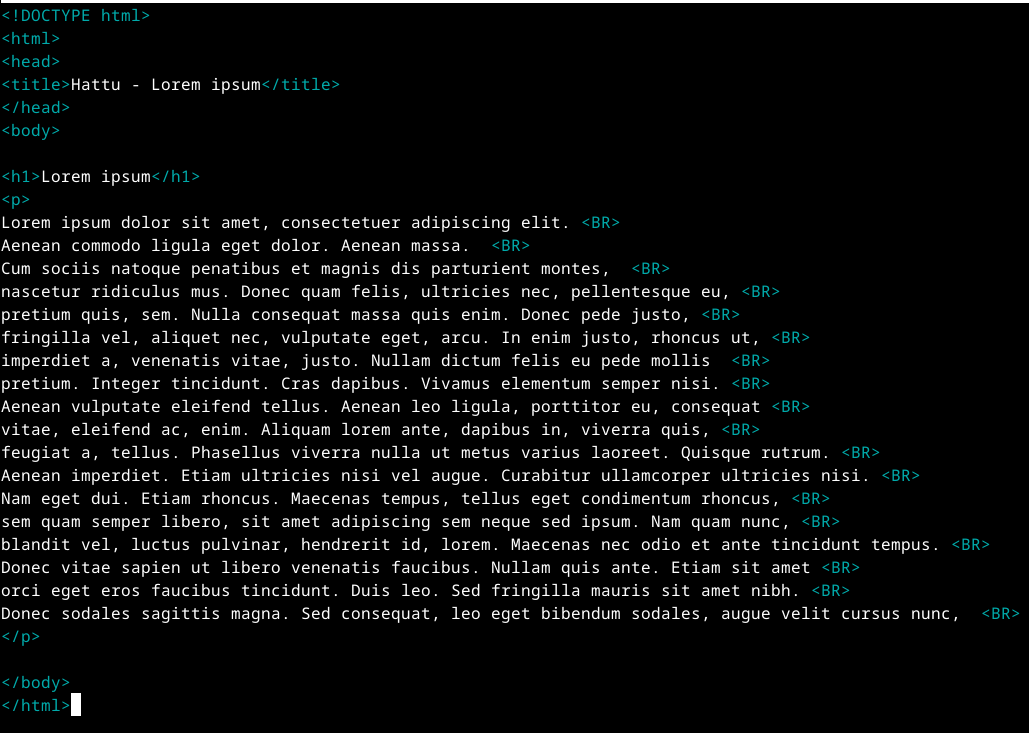 <!DOCTYPE html>
<html>
<head>
<title>Hattu - Lorem ipsum</title>
</head>
<body>

<h1>Lorem ipsum</h1>
<p>
Lorem ipsum dolor sit amet, consectetuer adipiscing elit. <BR>
Aenean commodo ligula eget dolor. Aenean massa.  <BR>
Cum sociis natoque penatibus et magnis dis parturient montes,  <BR>
nascetur ridiculus mus. Donec quam felis, ultricies nec, pellentesque eu, <BR>
pretium quis, sem. Nulla consequat massa quis enim. Donec pede justo, <BR>
fringilla vel, aliquet nec, vulputate eget, arcu. In enim justo, rhoncus ut, <BR>
imperdiet a, venenatis vitae, justo. Nullam dictum felis eu pede mollis  <BR>
pretium. Integer tincidunt. Cras dapibus. Vivamus elementum semper nisi. <BR>
Aenean vulputate eleifend tellus. Aenean leo ligula, porttitor eu, consequat <BR>
vitae, eleifend ac, enim. Aliquam lorem ante, dapibus in, viverra quis, <BR>
feugiat a, tellus. Phasellus viverra nulla ut metus varius laoreet. Quisque rutrum. <BR>
Aenean imperdiet. Etiam ultricies nisi vel augue. Curabitur ullamcorper ultricies nisi. <BR>
Nam eget dui. Etiam rhoncus. Maecenas tempus, tellus eget condimentum rhoncus, <BR>
sem quam semper libero, sit amet adipiscing sem neque sed ipsum. Nam quam nunc, <BR>
blandit vel, luctus pulvinar, hendrerit id, lorem. Maecenas nec odio et ante tincidunt tempus. <BR>
Donec vitae sapien ut libero venenatis faucibus. Nullam quis ante. Etiam sit amet <BR>
orci eget eros faucibus tincidunt. Duis leo. Sed fringilla mauris sit amet nibh. <BR>
Donec sodales sagittis magna. Sed consequat, leo eget bibendum sodales, augue velit cursus nunc,  <BR>
</p>

</body>
</html>